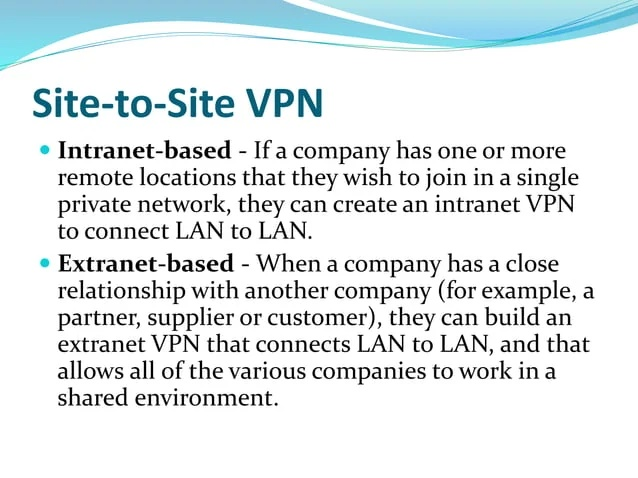 Site-to-Site VPN
• Intranet-based - If a company has one or more
remote locations that they wish to join in a single
private network, they can create an intranet VPN
to connect LAN to LAN.
• Extranet-based - When a company has a close
relationship with another company (for example, a
partner, supplier or customer), they can build an
extranet VPN that connects LAN to LAN, and that
allows all of the various companies to work in a
shared environment.